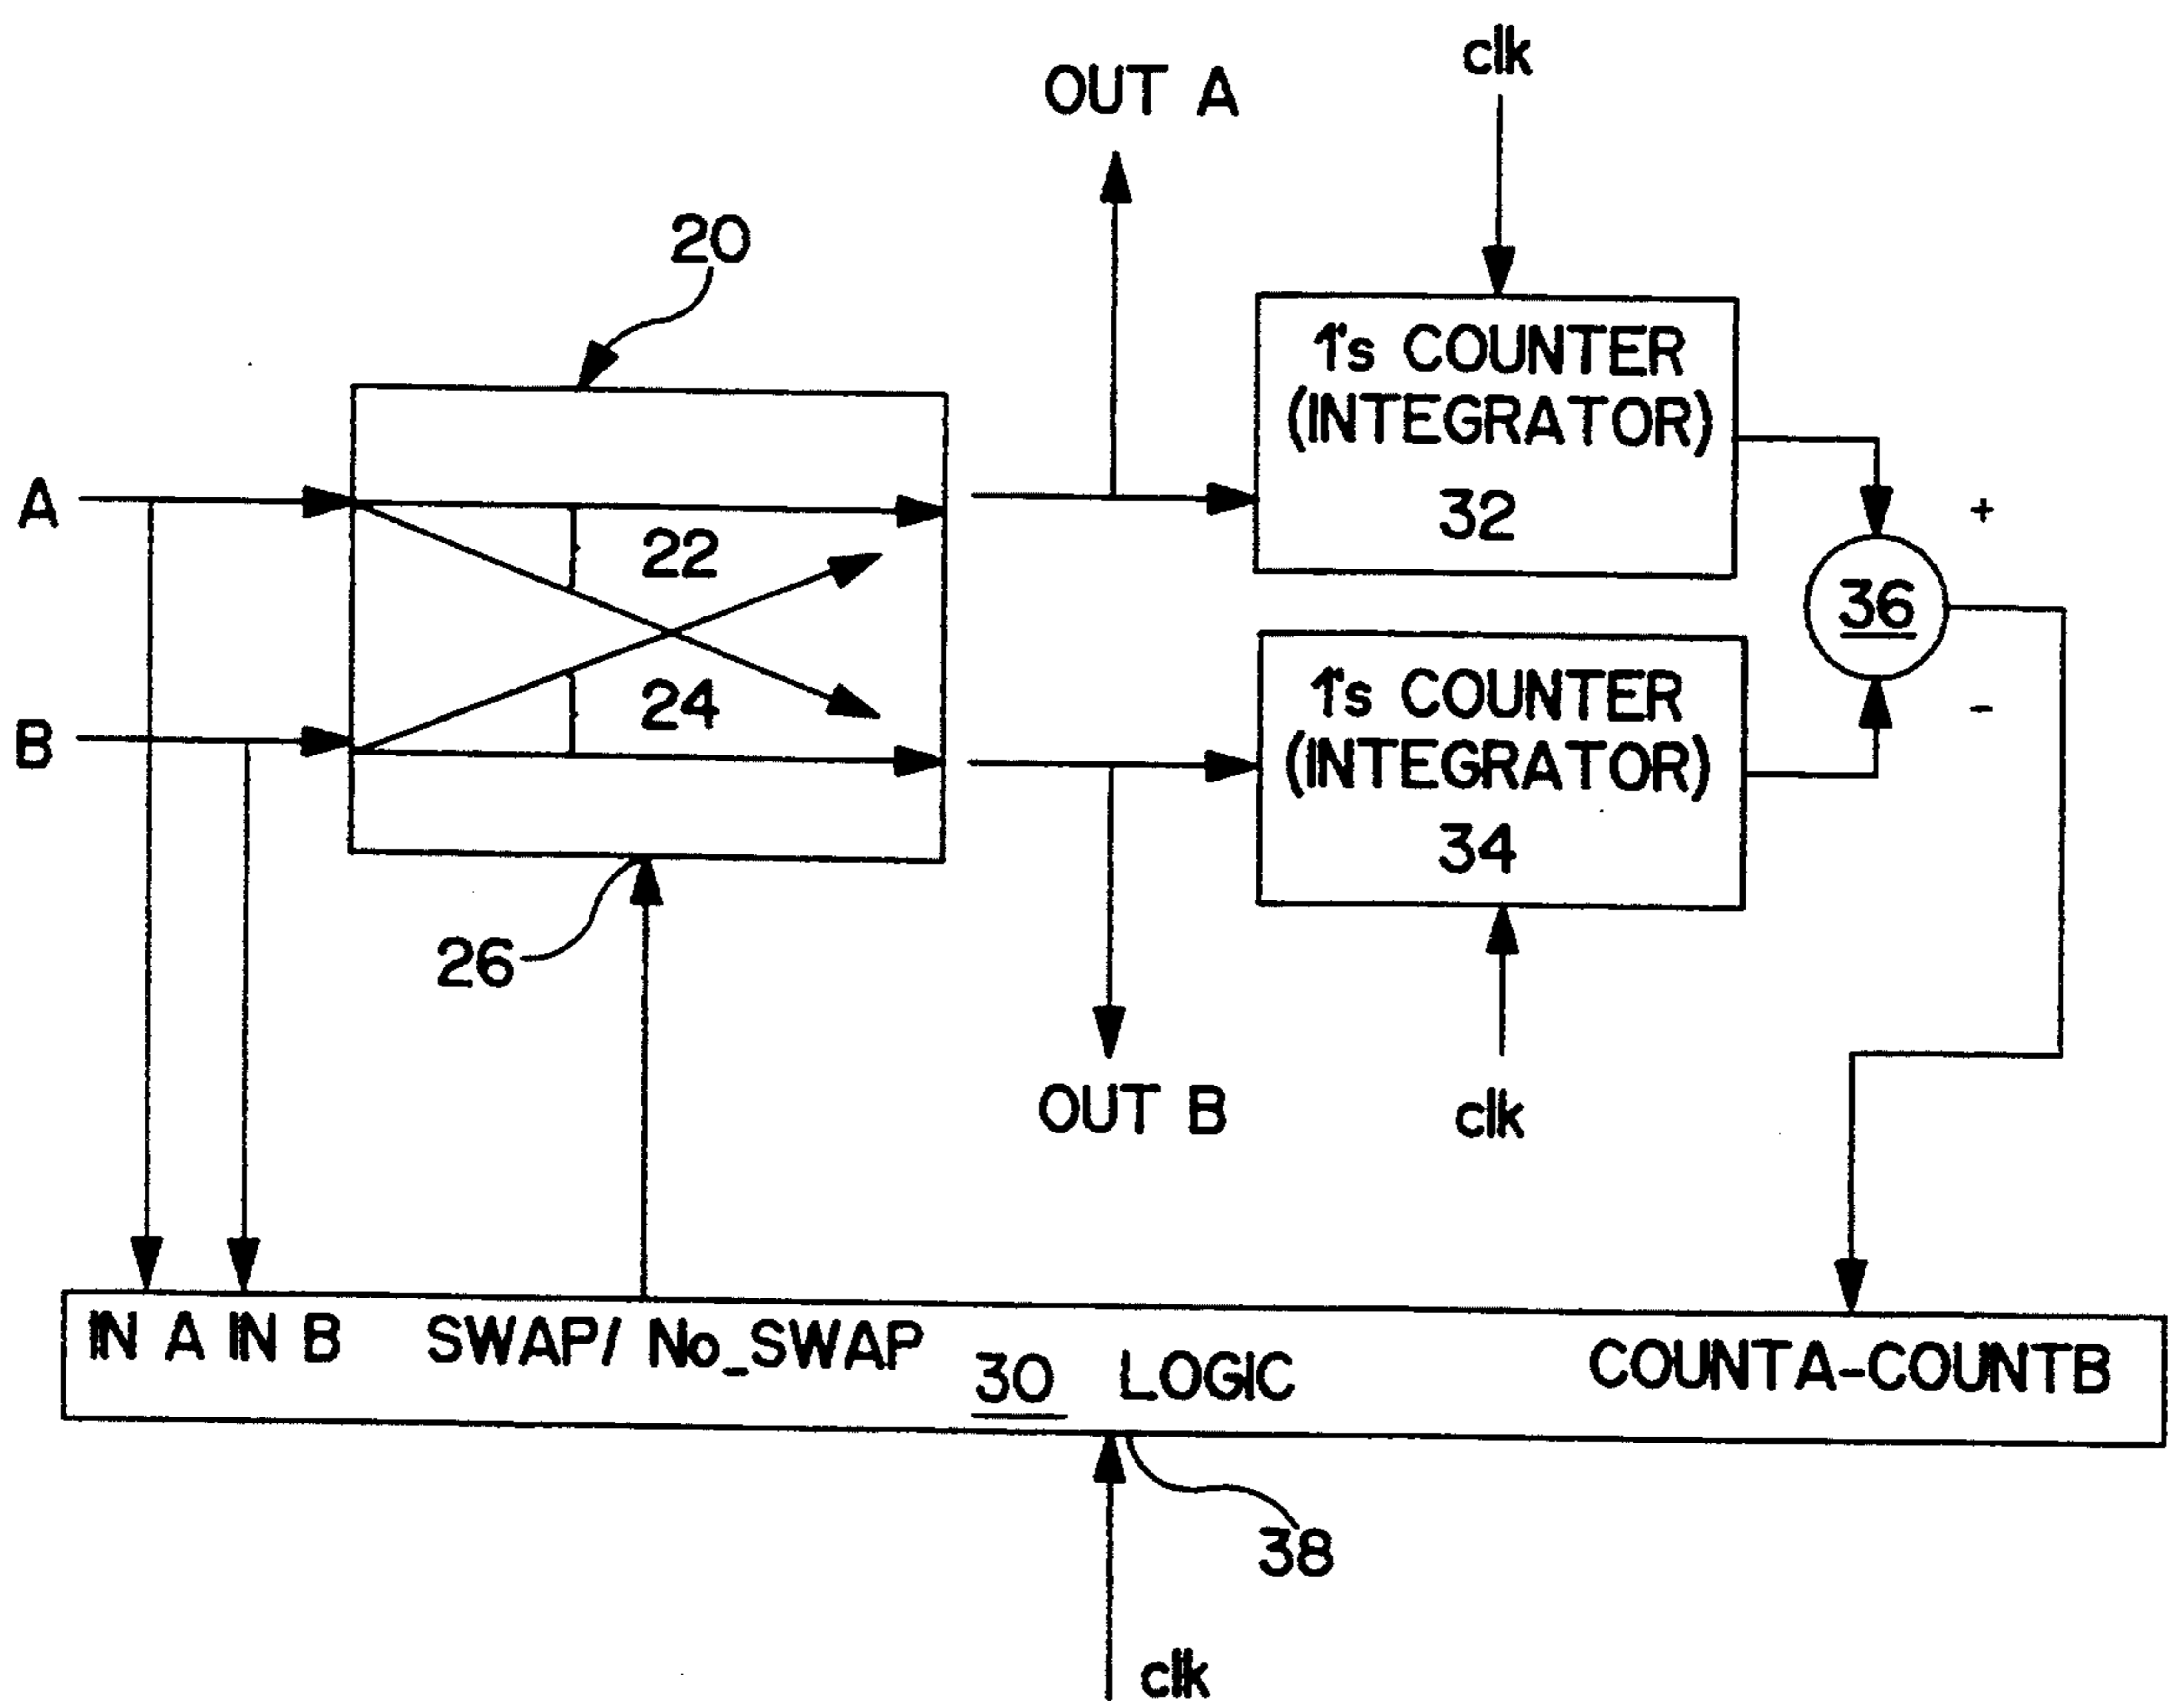 clk
OUT A
20
1's COUNTER
(INTEGRATOR)
32
A
22
+
36
24
B
1's COUNTER
(INTEGRATOR)
34
-
26
OUT B
clk
IN A IN B SWAP/ No_SWAP 30 LOGIC COUNTA-COUNTB
38
clk